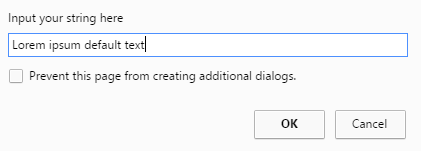 Input your string here
Lorem ipsum default text
Prevent this page from creating additional dialogs.
OK Cancel